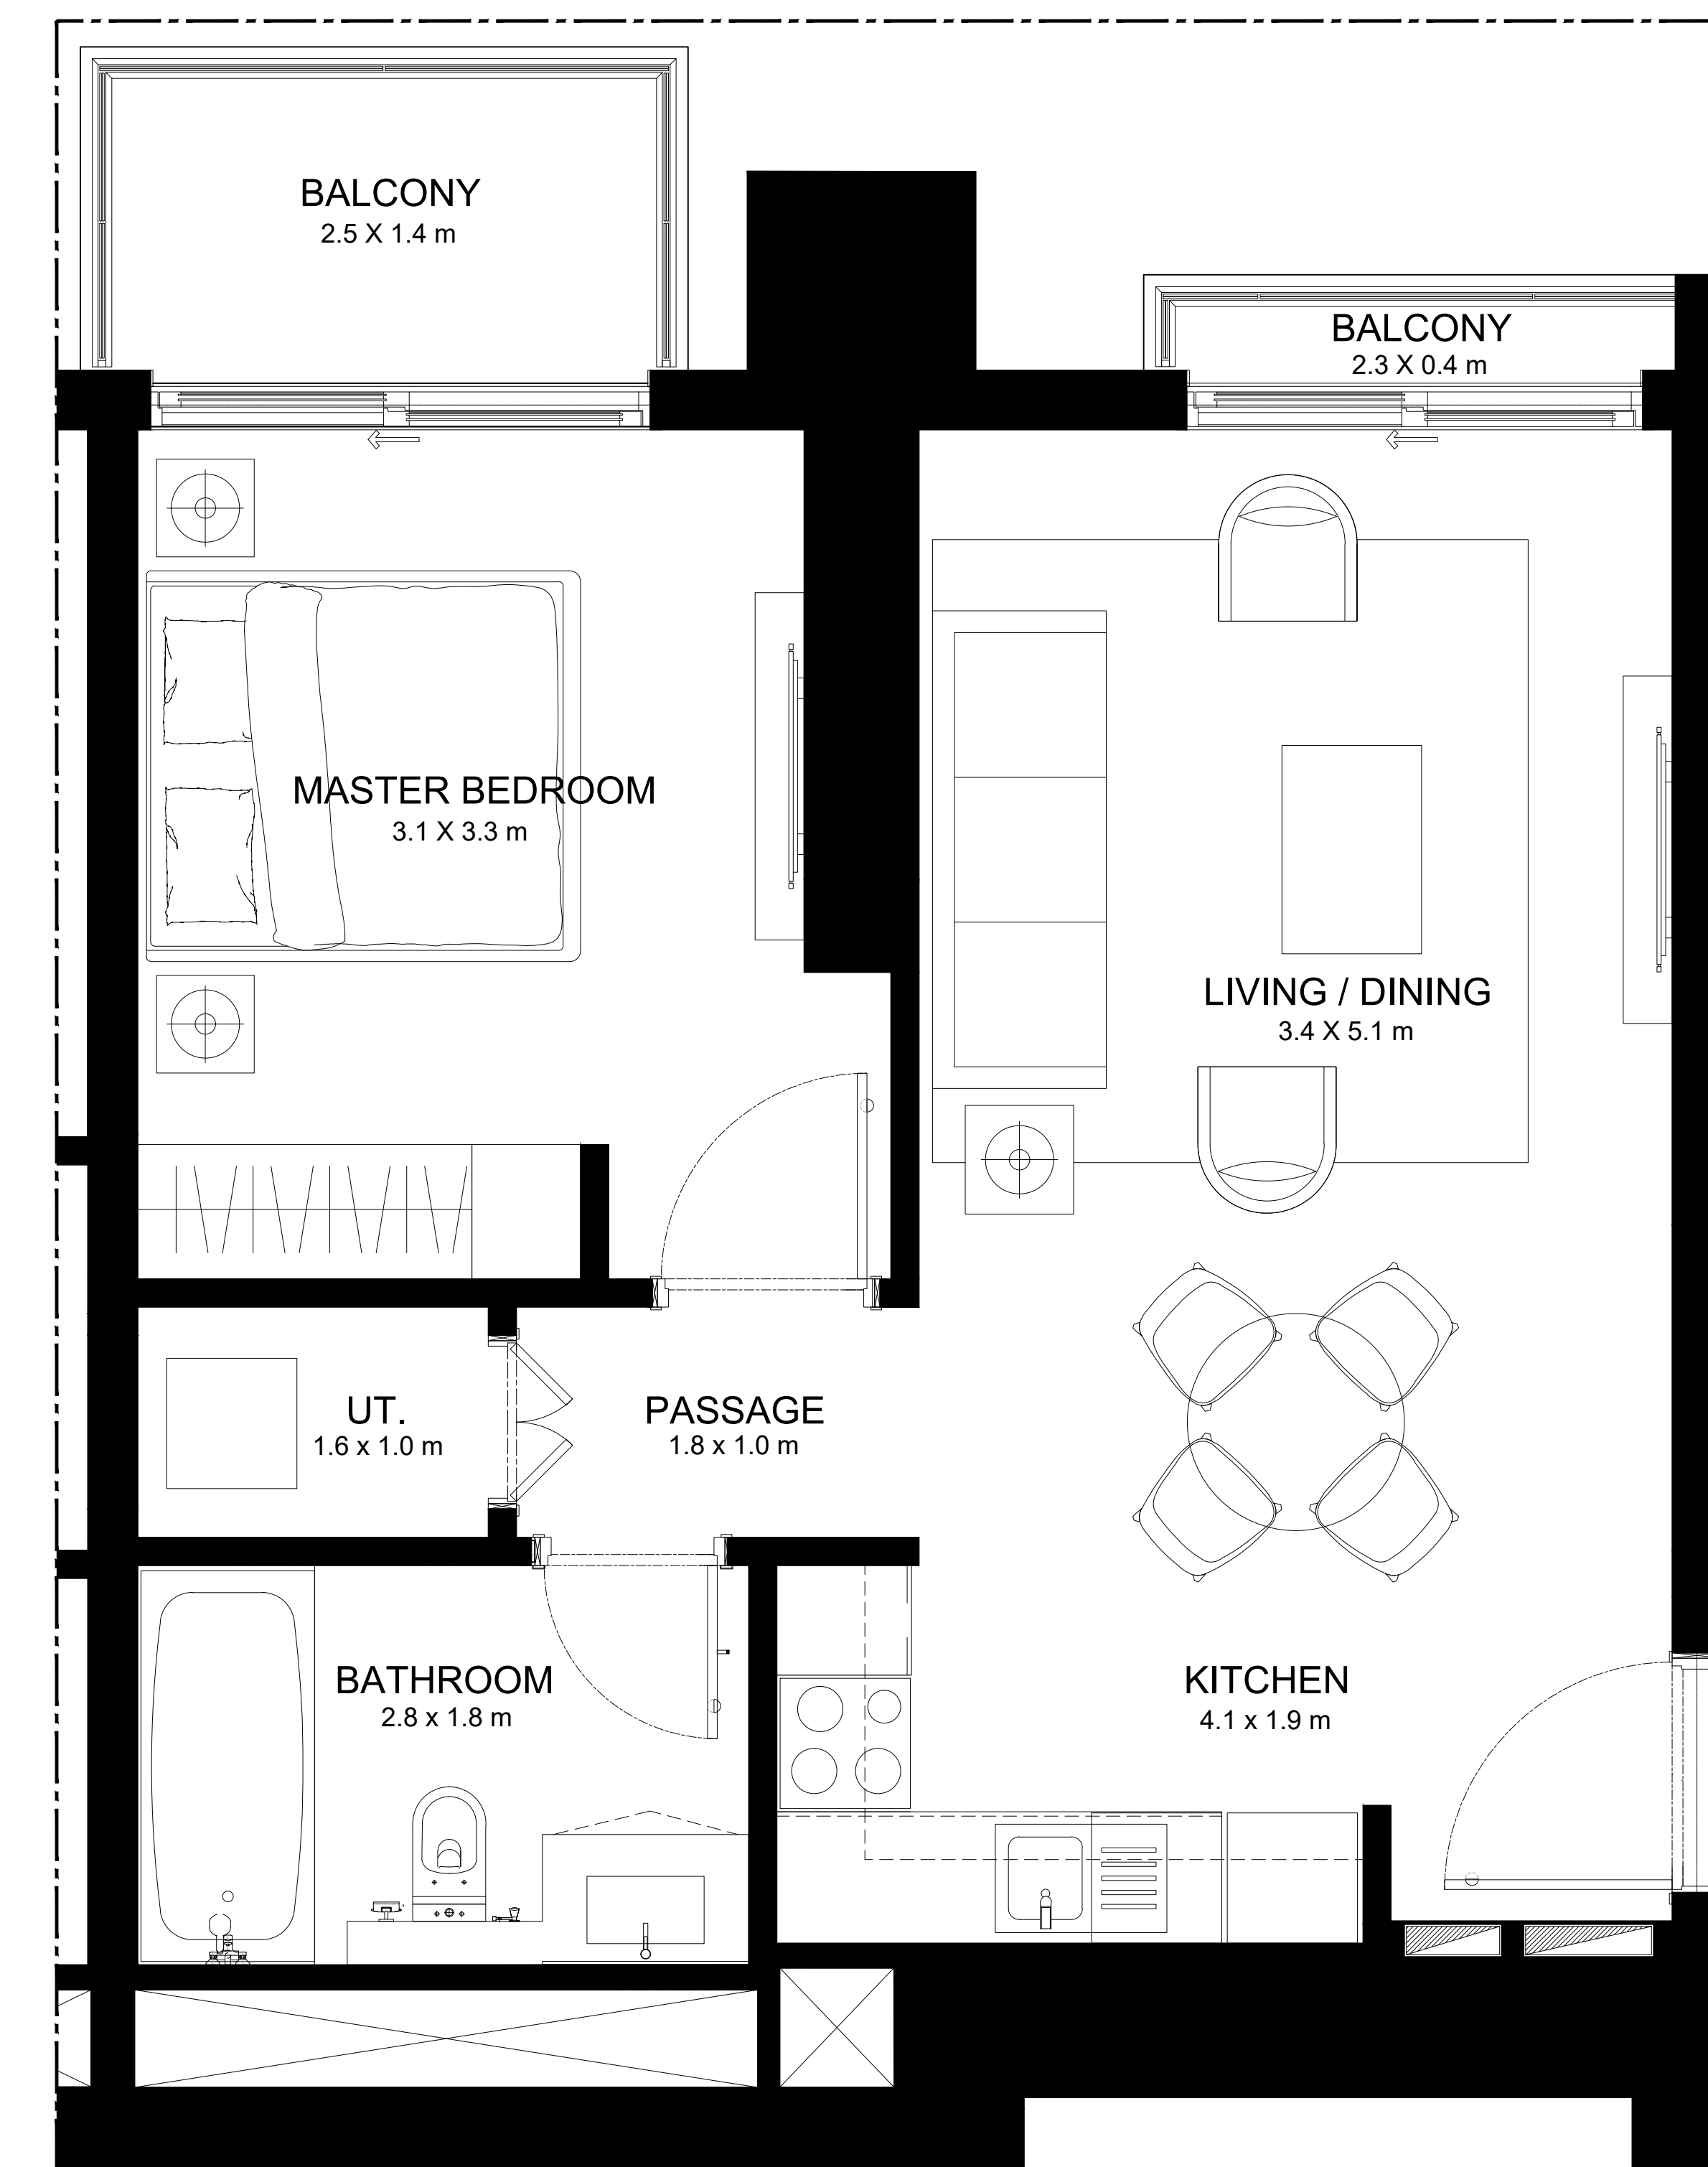 BALCONY
2.5 X 1.4 m
BALCONY
2.3 X 0.4 m
MASTER BEDROOM
3.1 X 3.3 m
LIVING / DINING
3.4 X 5.1 m
UT.
1.6 x 1.0 m
PASSAGE
1.8 x 1.0 m
BATHROOM
2.8 x 1.8 m
KITCHEN
4.1 x 1.9 m